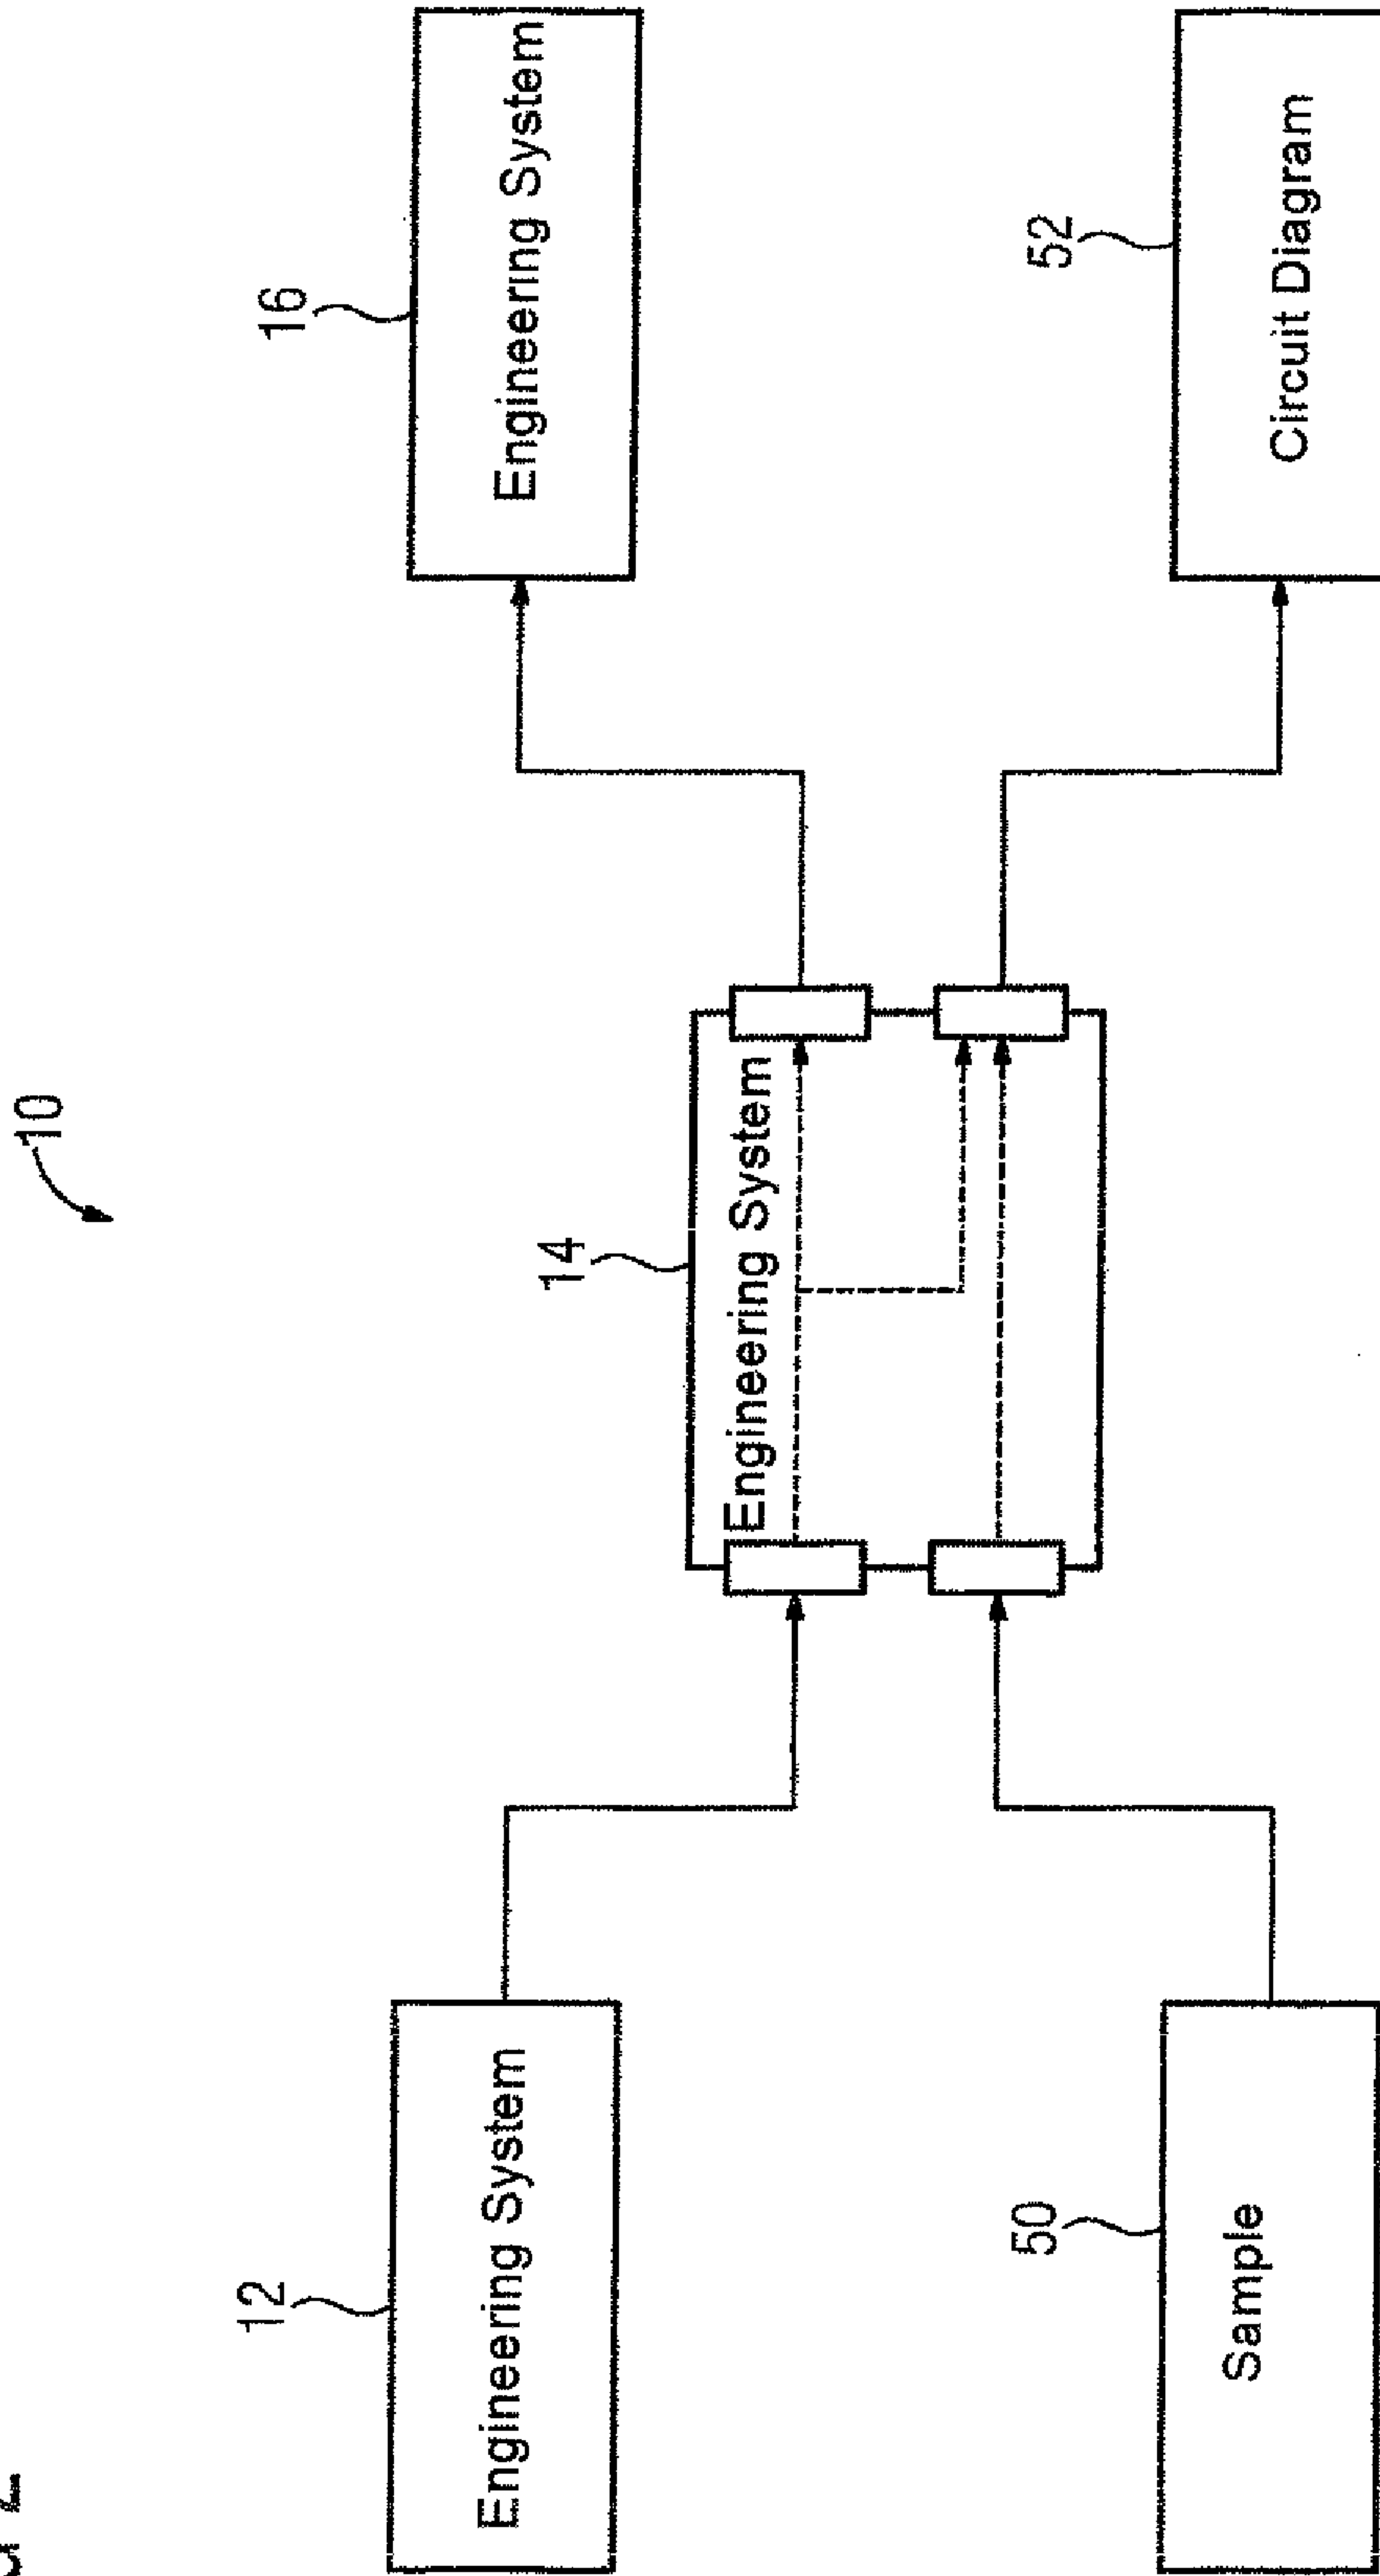 10
12
Engineering System
14
Engineering System
16
Engineering System
50
Sample
52
Circuit Diagram